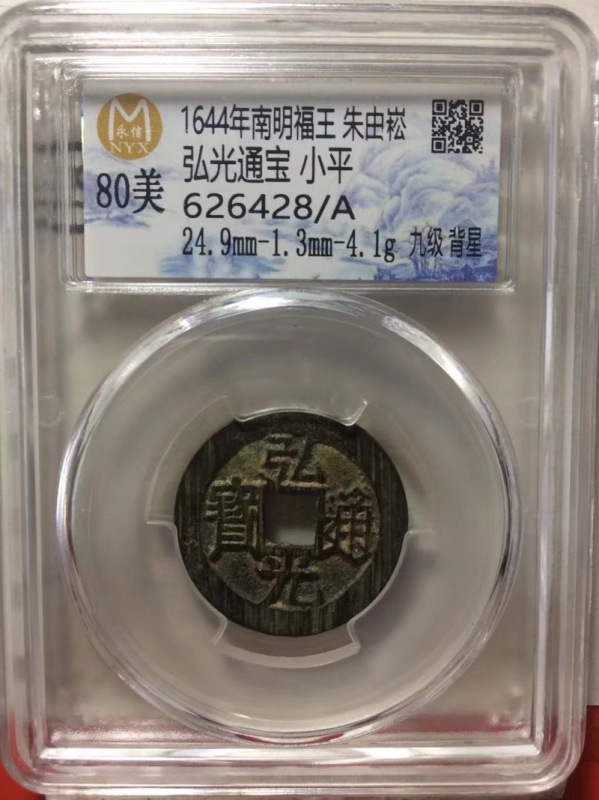 M
永信
NYX
80美
1644年南明福王 朱由崧
弘光通宝 小平
626428/A
24.9mm-1.3mm-4.1g 九级 背星
弘
寶 通
光